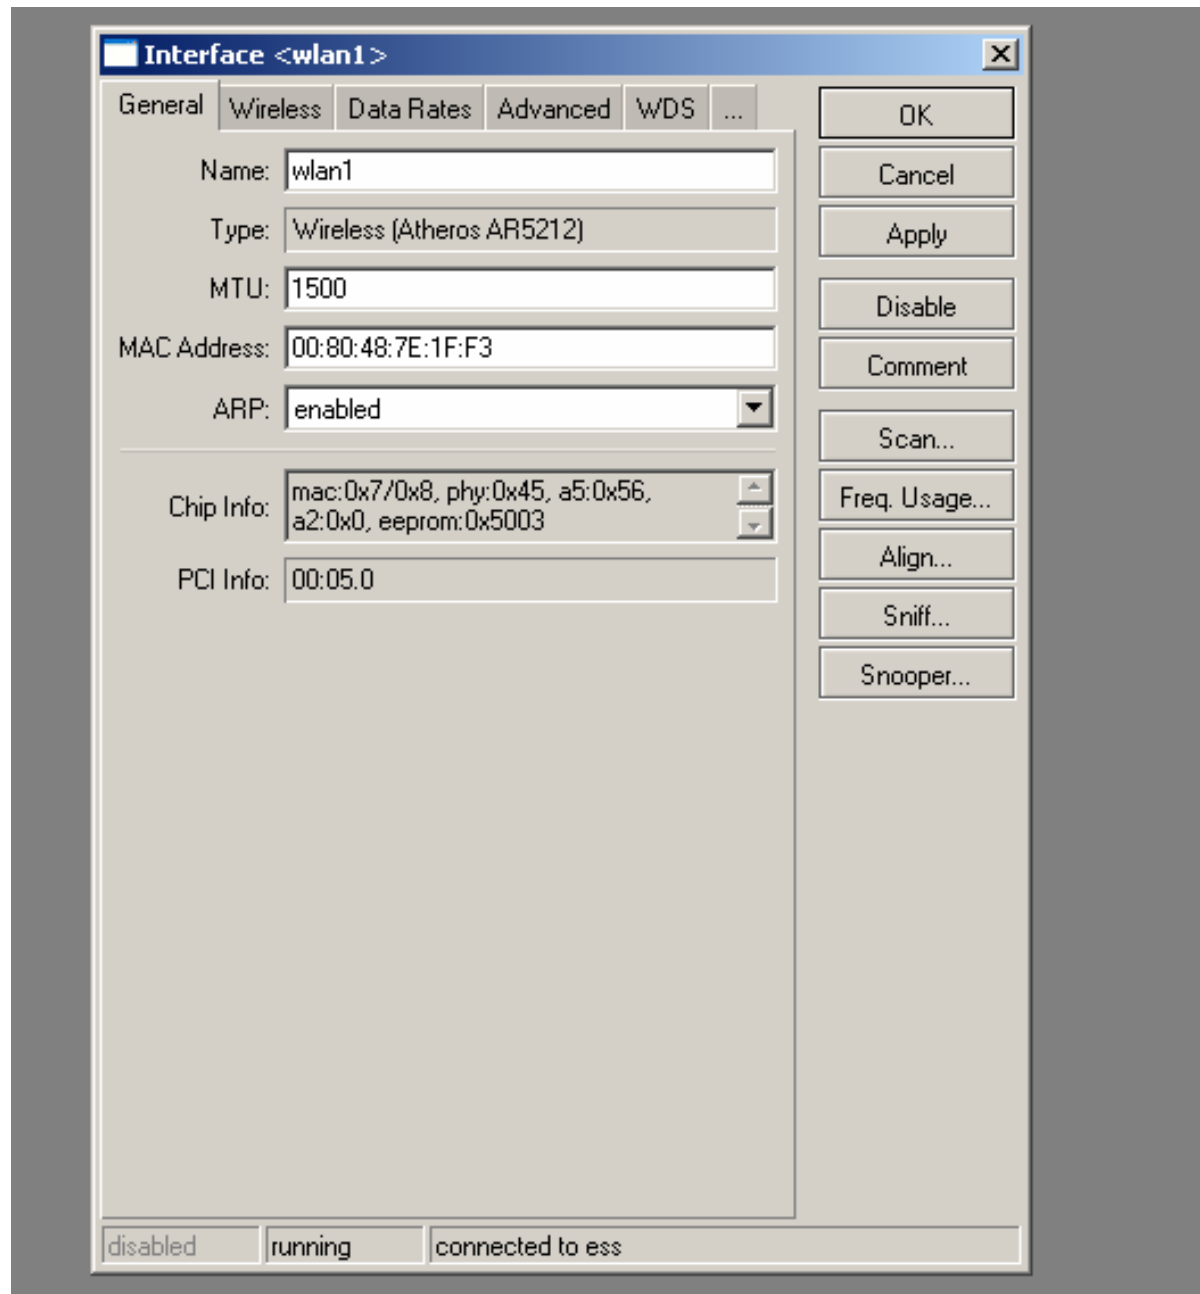 Interface <wlan1>
General Wireless Data Rates Advanced WDS ...
Name: wlan1
Type: Wireless (Atheros AR5212)
MTU: 1500
MAC Address: 00:80:48:7E:1F:F3
ARP: enabled
Chip Info: mac:0x7/0x8, phy:0x45, a5:0x56,
a2:0x0, eeprom:0x5003
PCI Info: 00:05.0
OK
Cancel
Apply
Disable
Comment
Scan...
Freq. Usage...
Align...
Sniff...
Snooper...
disabled running connected to ess